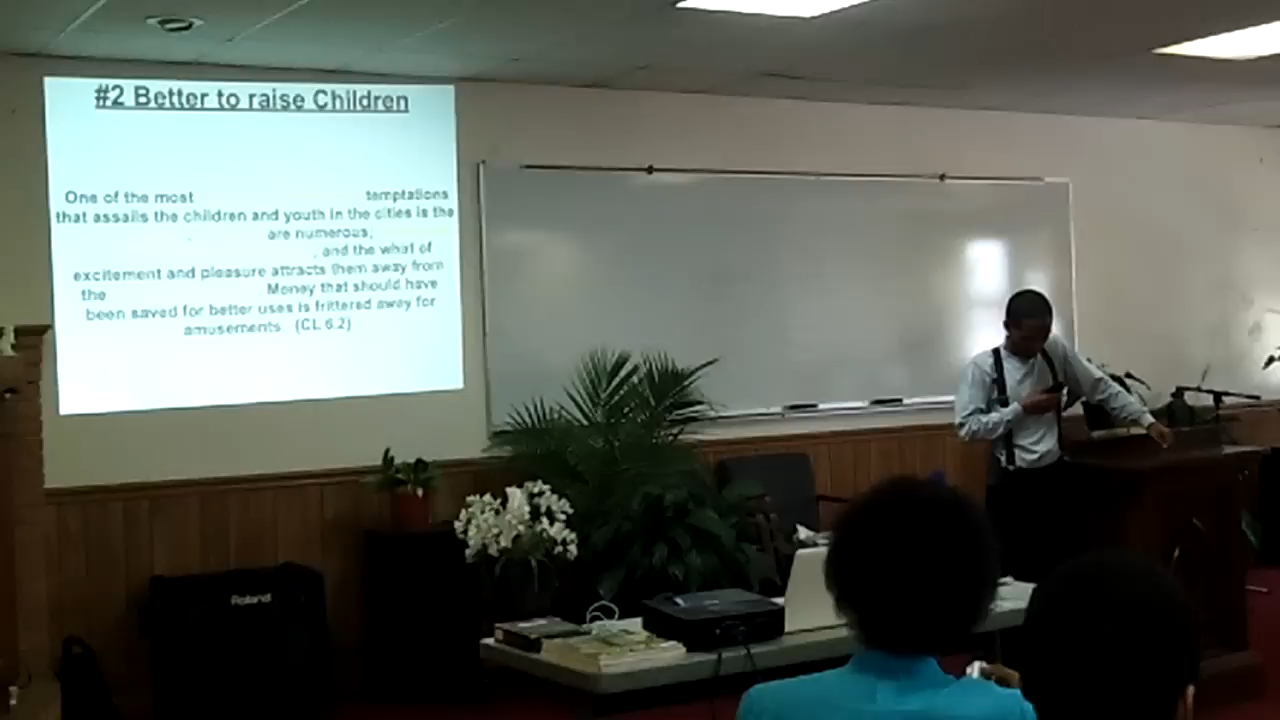 #2 Better to raise Children
One of the most temptations
that assails the children and youth in the cities is the
are numerous,
, and the what of
excitement and pleasure attracts them away from
the Money that should have
been saved for better uses is frittered away for
amusements (CL 6.2)
Roland